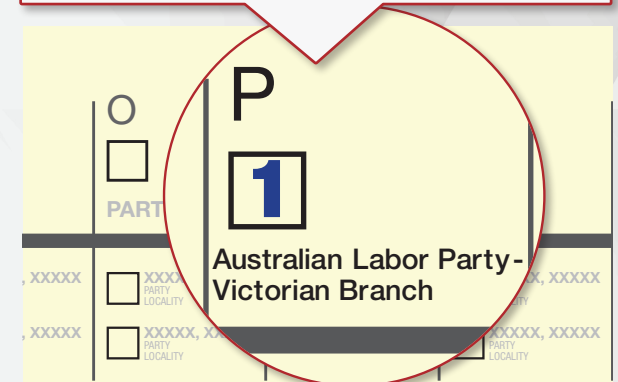 O
P
1
PART
Australian Labor Party-
Victorian Branch
, XXXXX
XXXX
X, XXXXX
PARTY
LOCALITY
, XXXXX
XXXXX, XX
XXXXX, XXXXX
PARTY
LOCALITY
PARTY
LOCALITY